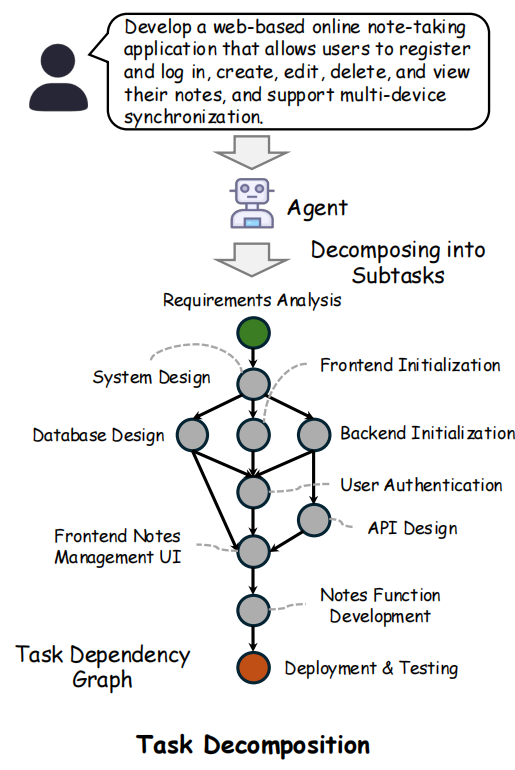 Develop a web-based online note-taking
application that allows users to register
and log in, create, edit, delete, and view
their notes, and support multi-device
synchronization.
Agent
Decomposing into
Subtasks
Requirements Analysis
Frontend Initialization
System Design
Database Design
Backend Initialization
User Authentication
API Design
Frontend Notes
Management UI
Notes Function
Development
Task Dependency
Graph
Deployment & Testing
Task Decomposition